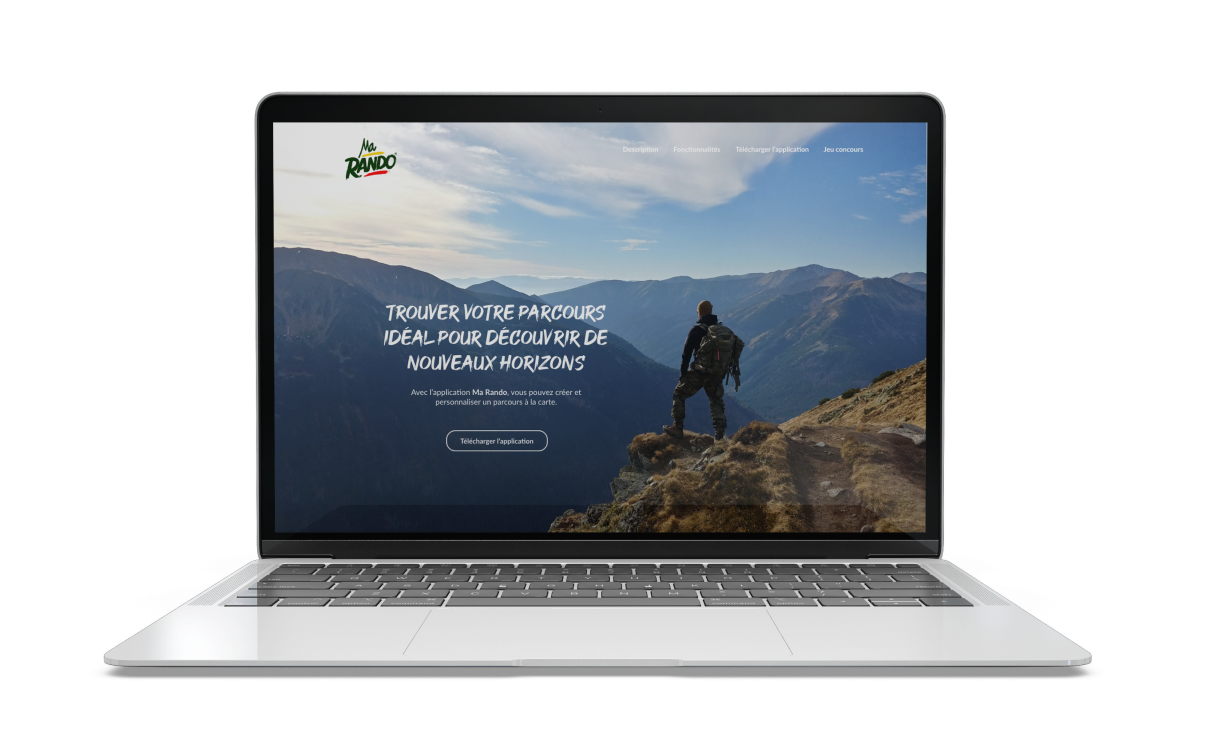 Ma
RANDO
Description Fonctionnalités Télécharger l'application Jeu concours
TROUVER VOTRE PARCOURS
IDÉAL POUR DÉCOUVRIR DE
NOUVEAUX HORIZONS
Avec l'application Ma Rando, vous pouvez créer et
personnaliser un parcours à la carte.
Télécharger l'application